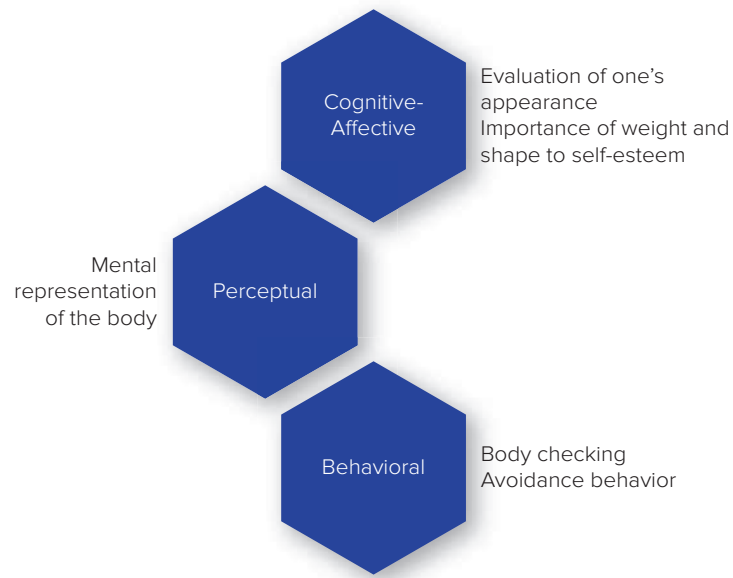 Cognitive-
Affective
Evaluation of one’s
appearance
Importance of weight and
shape to self-esteem
Mental
representation
of the body
Perceptual
Behavioral
Body checking
Avoidance behavior